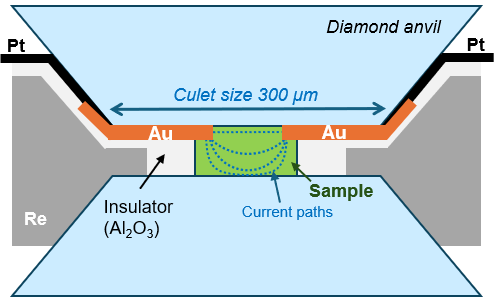 Diamond anvil
Pt
Pt
Culet size 300 μm
Au
Au
Sample
Insulator
(Al₂O₃)
Current paths
Re